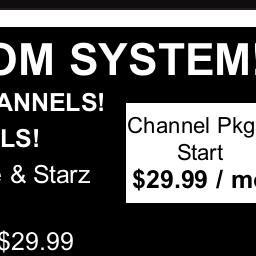 OM SYSTEM!
ANNELS!
LS!
& Starz
Channel Pkg
Start
$29.99 / mo
$29.99